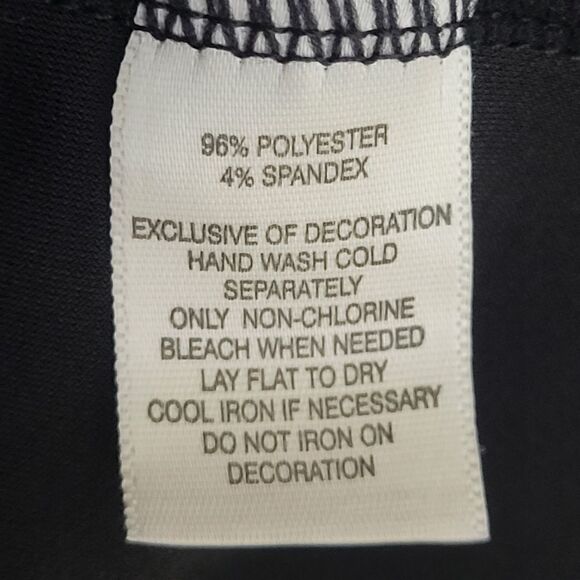 96% POLYESTER
4% SPANDEX
EXCLUSIVE OF DECORATION
HAND WASH COLD
SEPARATELY
ONLY NON-CHLORINE
BLEACH WHEN NEEDED
LAY FLAT TO DRY
COOL IRON IF NECESSARY
DO NOT IRON ON
DECORATION